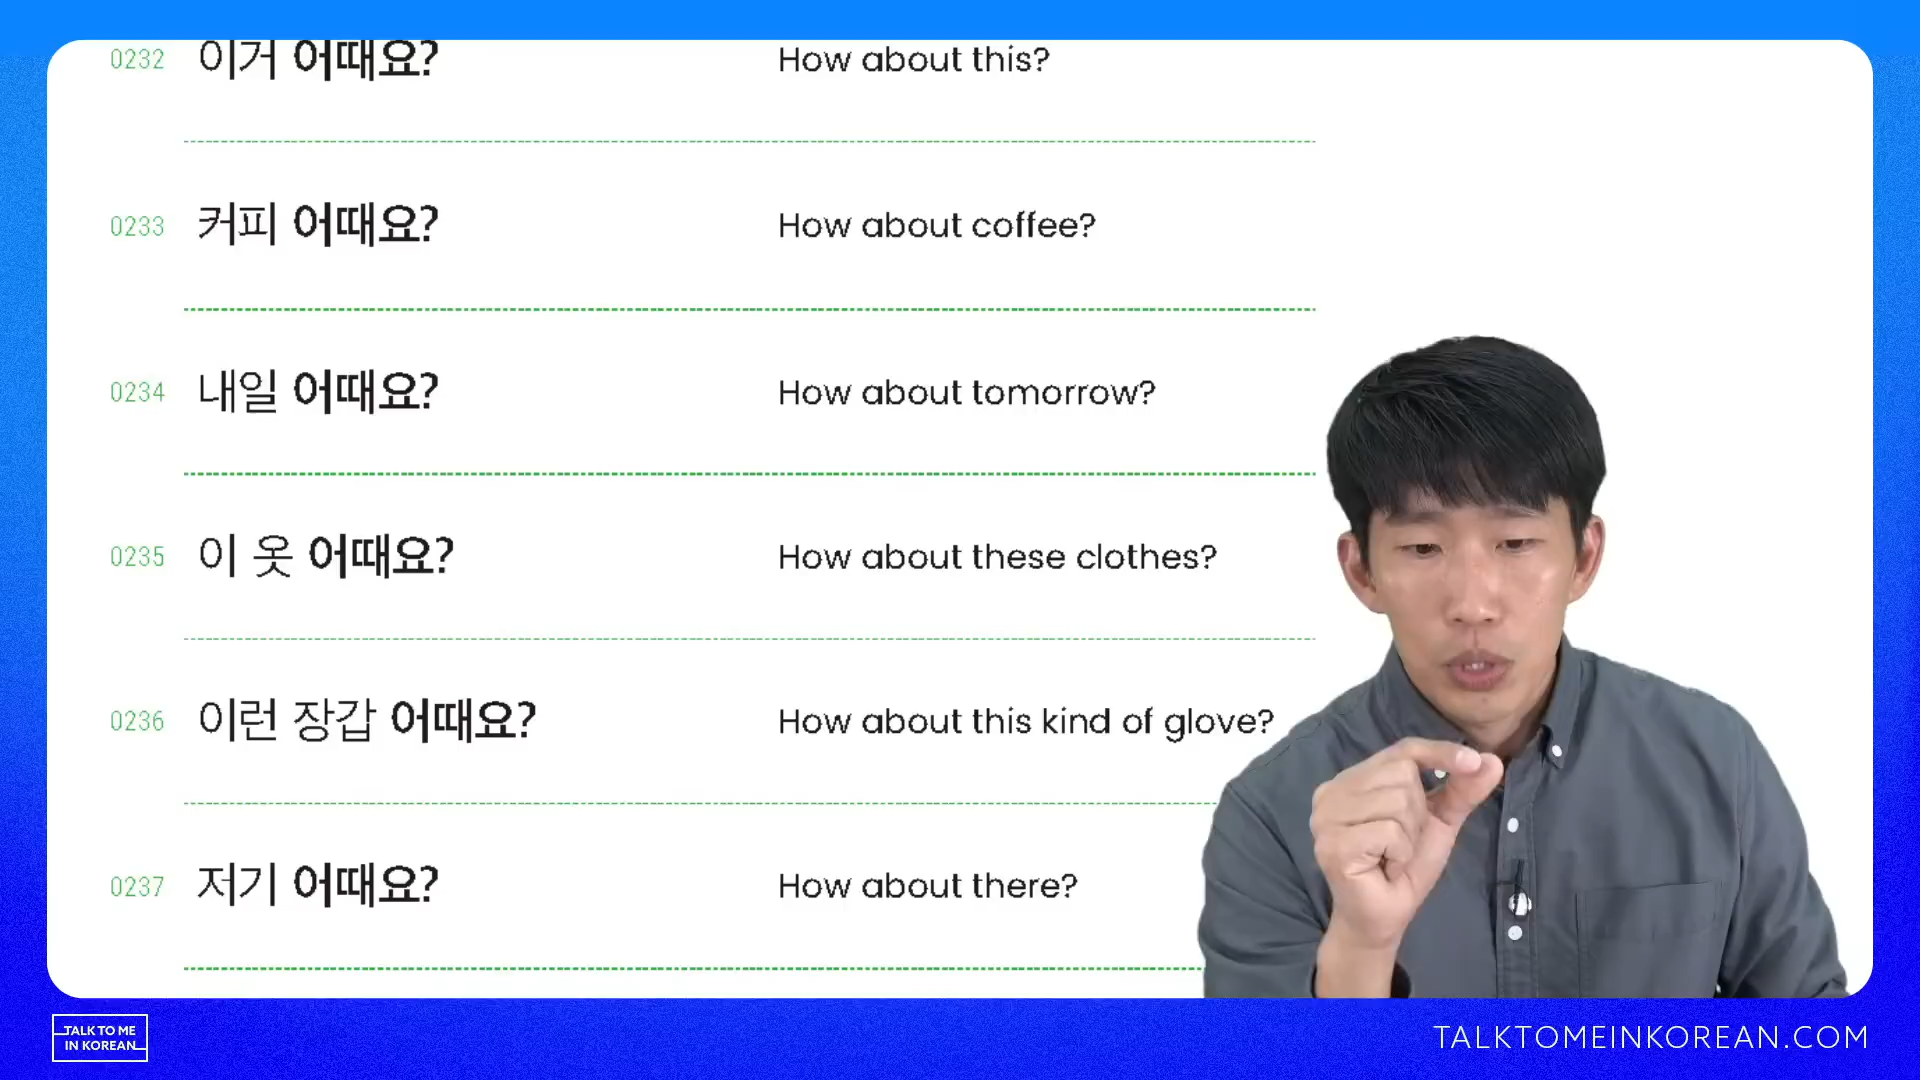 0232 이거 어때요? How about this?
0233 커피 어때요? How about coffee?
0234 내일 어때요? How about tomorrow?
0235 이 옷 어때요? How about these clothes?
0236 이런 장갑 어때요? How about this kind of glove?
0237 저기 어때요? How about there?
TALK TO ME
IN KOREAN
TALKTOMEINKOREAN.COM